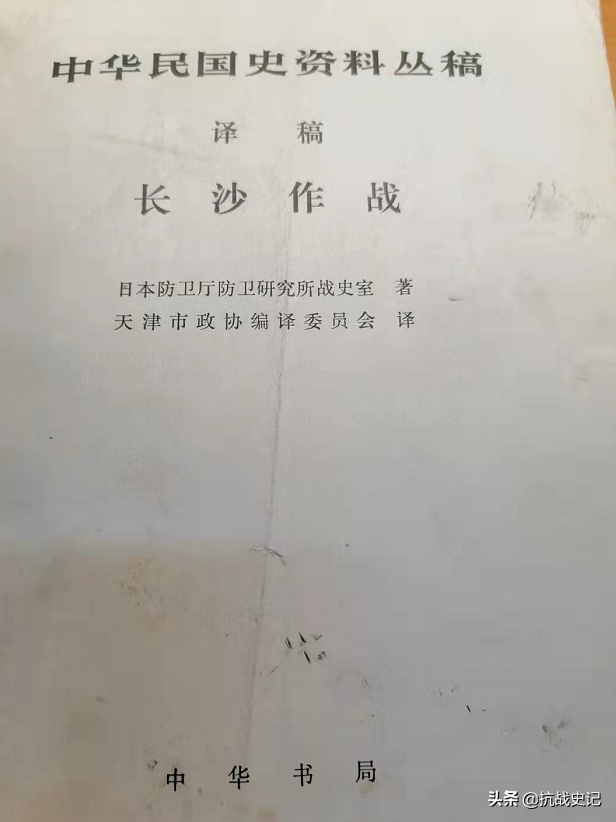 中华民国史资料丛稿
译稿
长沙作战
日本防卫厅防卫研究所战史室 著
天津市政协编译委员会 译
中华书局
头条 @抗战史记